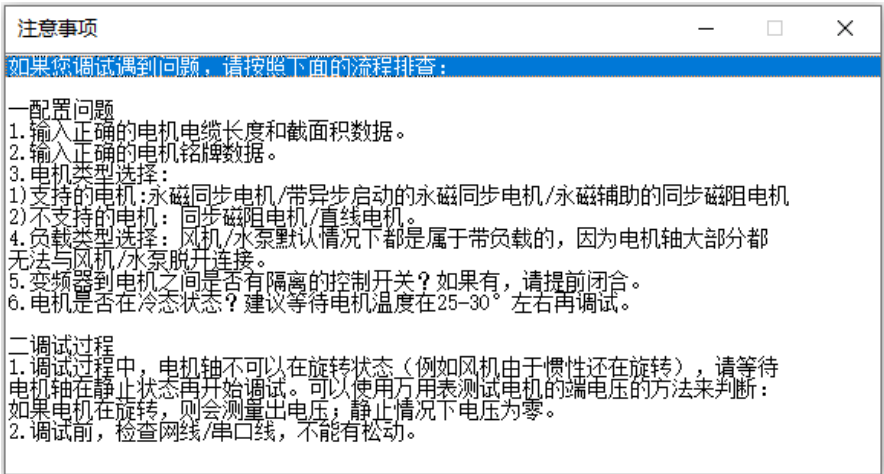 注意事项
如果您调试遇到问题，请按照下面的流程排查：
一配置问题
1.输入正确的电机电缆长度和截面积数据。
2.输入正确的电机铭牌数据。
3.电机类型选择：
1)支持的电机:永磁同步电机/带异步启动的永磁同步电机/永磁辅助的同步磁阻电机
2)不支持的电机：同步磁阻电机/直线电机。
4.负载类型选择：风机/水泵默认情况下都是属于带负载的，因为电机轴大部分都
无法与风机/水泵脱开连接。
5.变频器到电机之间是否有隔离的控制开关？如果有，请提前闭合。
6.电机是否在冷态状态？建议等待电机温度在25-30°左右再调试。
二调试过程
1.调试过程中，电机轴不可以在旋转状态（例如风机由于惯性还在旋转），请等待
电机轴在静止状态再开始调试。可以使用万用表测试电机的端电压的方法来判断：
如果电机在旋转，则会测量出电压；静止情况下电压为零。
2.调试前，检查网线/串口线，不能有松动。